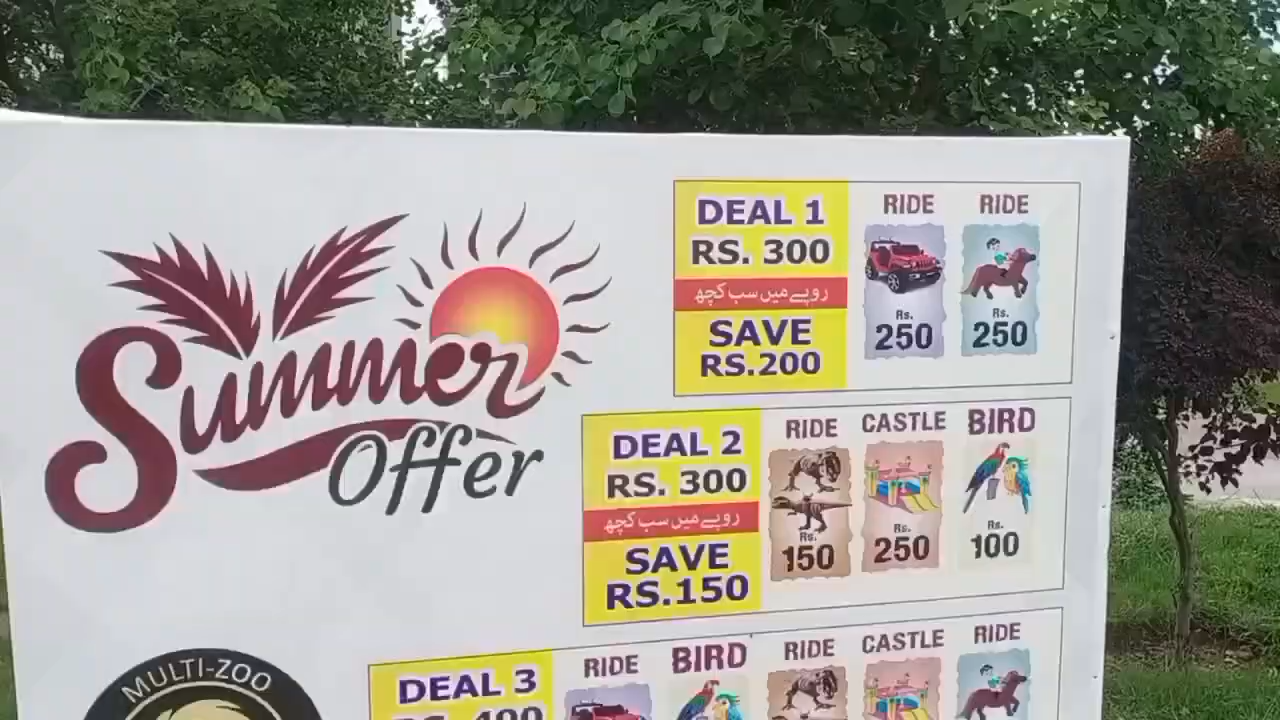 Summer
Offer
DEAL 1
RS. 300
روپے میں سب کچھ
SAVE
RS.200
RIDE
Rs.
250
RIDE
Rs.
250
DEAL 2
RS. 300
روپے میں سب کچھ
SAVE
RS.150
RIDE
Rs.
150
CASTLE
Rs.
250
BIRD
Rs.
100
DEAL 3
RIDE
BIRD
RIDE
CASTLE
RIDE
MULTI-ZOO